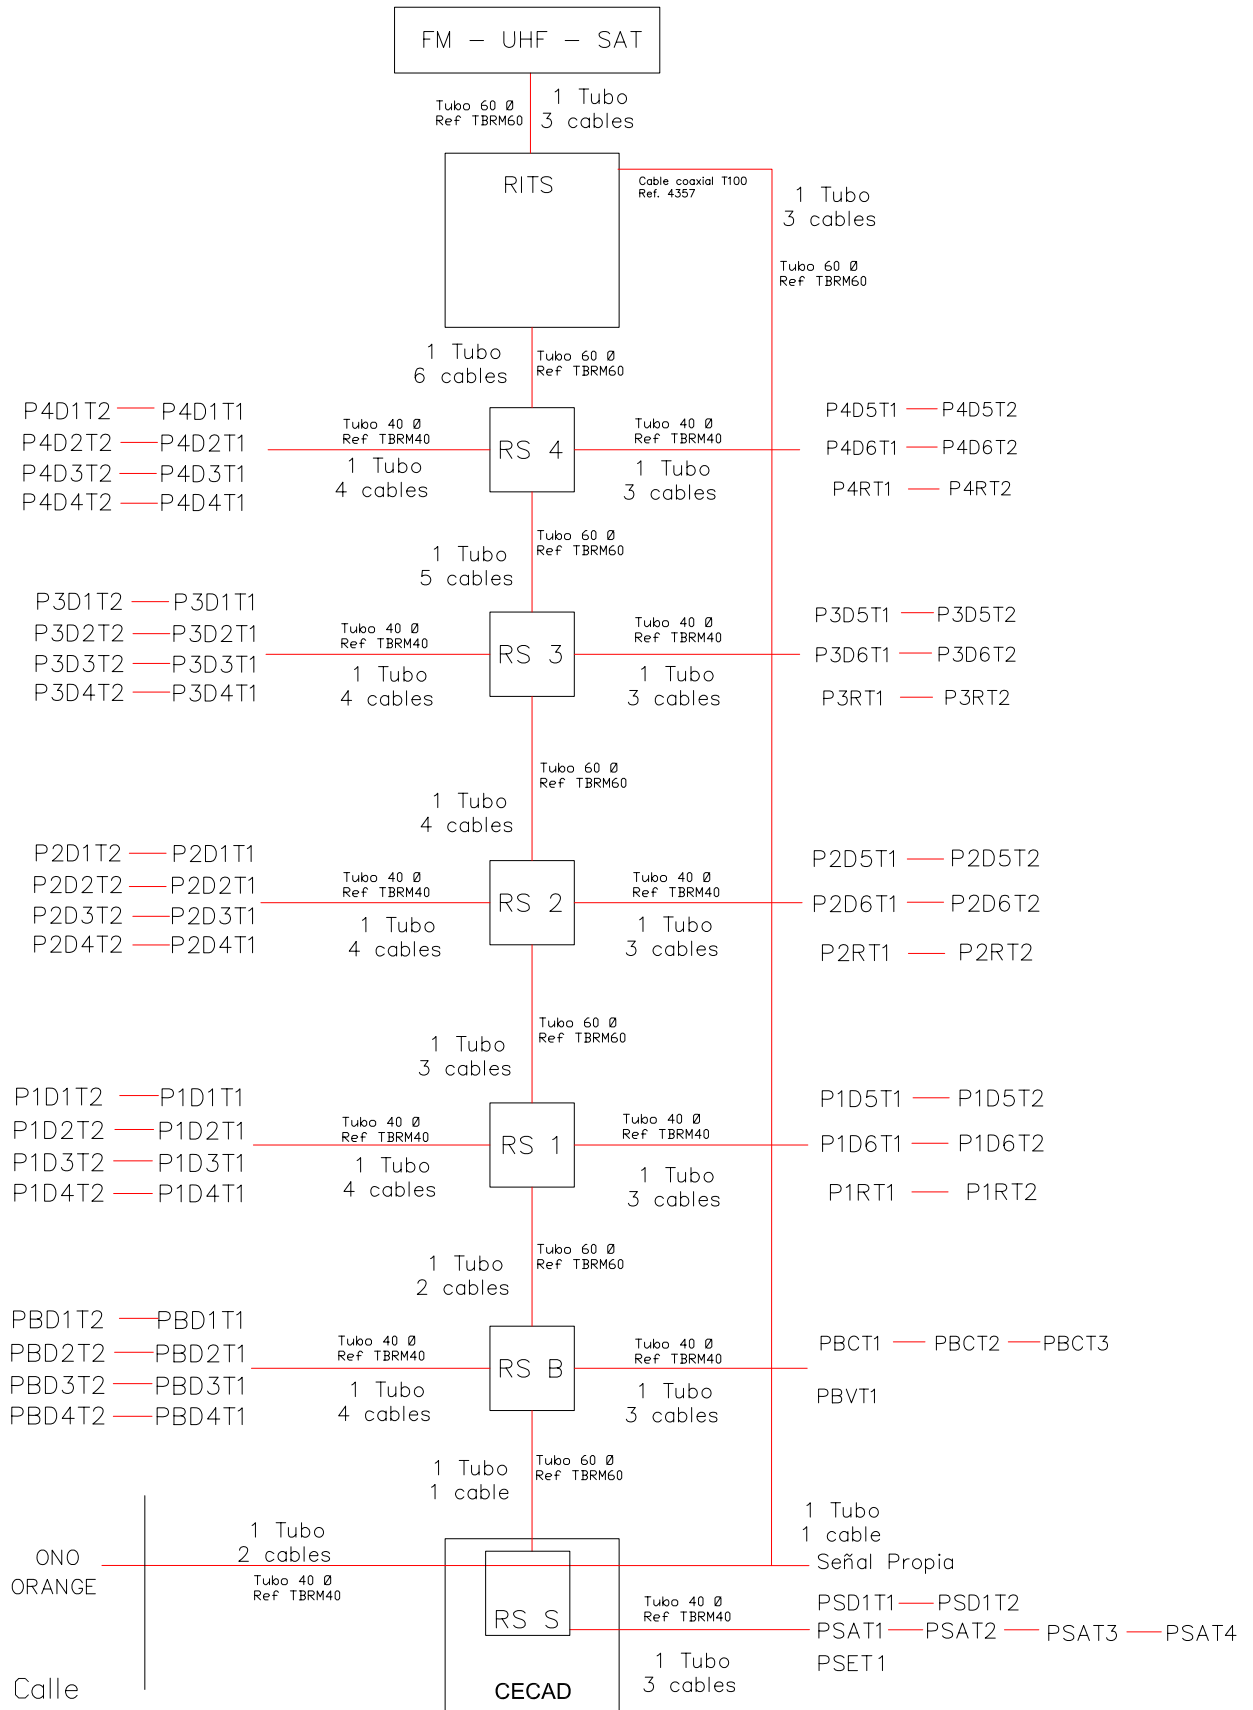 FM – UHF – SAT
Tubo 60 Ø
Ref TBRM60
1 Tubo
3 cables
RITS
Cable coaxial T100
Ref. 4357
1 Tubo
3 cables
Tubo 60 Ø
Ref TBRM60
1 Tubo
6 cables
Tubo 60 Ø
Ref TBRM60
P4D1T2 P4D1T1
P4D2T2 P4D2T1
P4D3T2 P4D3T1
P4D4T2 P4D4T1
Tubo 40 Ø
Ref TBRM40
1 Tubo
4 cables
RS 4
Tubo 40 Ø
Ref TBRM40
1 Tubo
3 cables
P4D5T1 P4D5T2
P4D6T1 P4D6T2
P4RT1 P4RT2
Tubo 60 Ø
Ref TBRM60
1 Tubo
5 cables
P3D1T2 P3D1T1
P3D2T2 P3D2T1
P3D3T2 P3D3T1
P3D4T2 P3D4T1
Tubo 40 Ø
Ref TBRM40
1 Tubo
4 cables
RS 3
Tubo 40 Ø
Ref TBRM40
1 Tubo
3 cables
P3D5T1 P3D5T2
P3D6T1 P3D6T2
P3RT1 P3RT2
Tubo 60 Ø
Ref TBRM60
1 Tubo
4 cables
P2D1T2 P2D1T1
P2D2T2 P2D2T1
P2D3T2 P2D3T1
P2D4T2 P2D4T1
Tubo 40 Ø
Ref TBRM40
1 Tubo
4 cables
RS 2
Tubo 40 Ø
Ref TBRM40
1 Tubo
3 cables
P2D5T1 P2D5T2
P2D6T1 P2D6T2
P2RT1 P2RT2
Tubo 60 Ø
Ref TBRM60
1 Tubo
3 cables
P1D1T2 P1D1T1
P1D2T2 P1D2T1
P1D3T2 P1D3T1
P1D4T2 P1D4T1
Tubo 40 Ø
Ref TBRM40
1 Tubo
4 cables
RS 1
Tubo 40 Ø
Ref TBRM40
1 Tubo
3 cables
P1D5T1 P1D5T2
P1D6T1 P1D6T2
P1RT1 P1RT2
Tubo 60 Ø
Ref TBRM60
1 Tubo
2 cables
PBD1T2 PBD1T1
PBD2T2 PBD2T1
PBD3T2 PBD3T1
PBD4T2 PBD4T1
Tubo 40 Ø
Ref TBRM40
1 Tubo
4 cables
RS B
Tubo 40 Ø
Ref TBRM40
1 Tubo
3 cables
PBCT1 PBCT2 PBCT3
PBVT1
Tubo 60 Ø
Ref TBRM60
1 Tubo
1 cable
ONO
ORANGE
1 Tubo
2 cables
Tubo 40 Ø
Ref TBRM40
RS S
1 Tubo
1 cable
Señal Propia
Tubo 40 Ø
Ref TBRM40
PSD1T1 PSD1T2
PSAT1 PSAT2 PSAT3 PSAT4
PSET1
1 Tubo
3 cables
Calle
CECAD